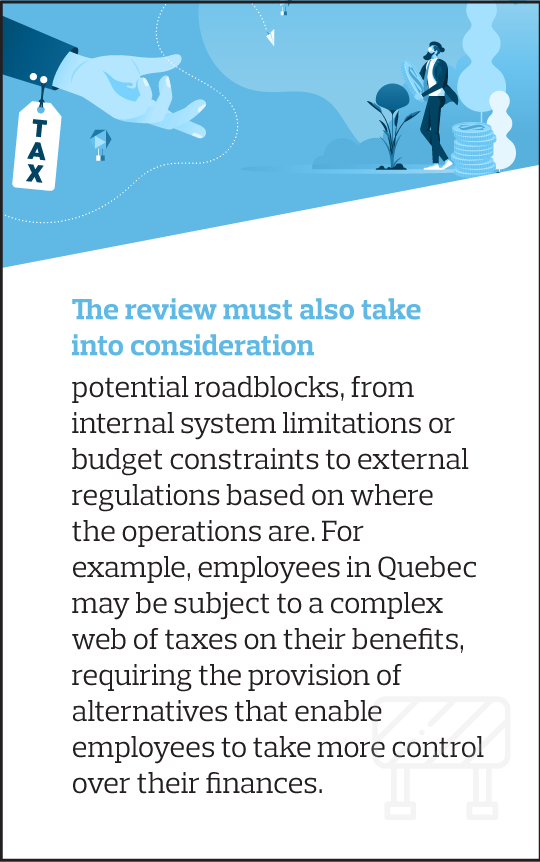 TAX
The review must also take
into consideration
potential roadblocks, from
internal system limitations or
budget constraints to external
regulations based on where
the operations are. For
example, employees in Quebec
may be subject to a complex
web of taxes on their benefits,
requiring the provision of
alternatives that enable
employees to take more control
over their finances.